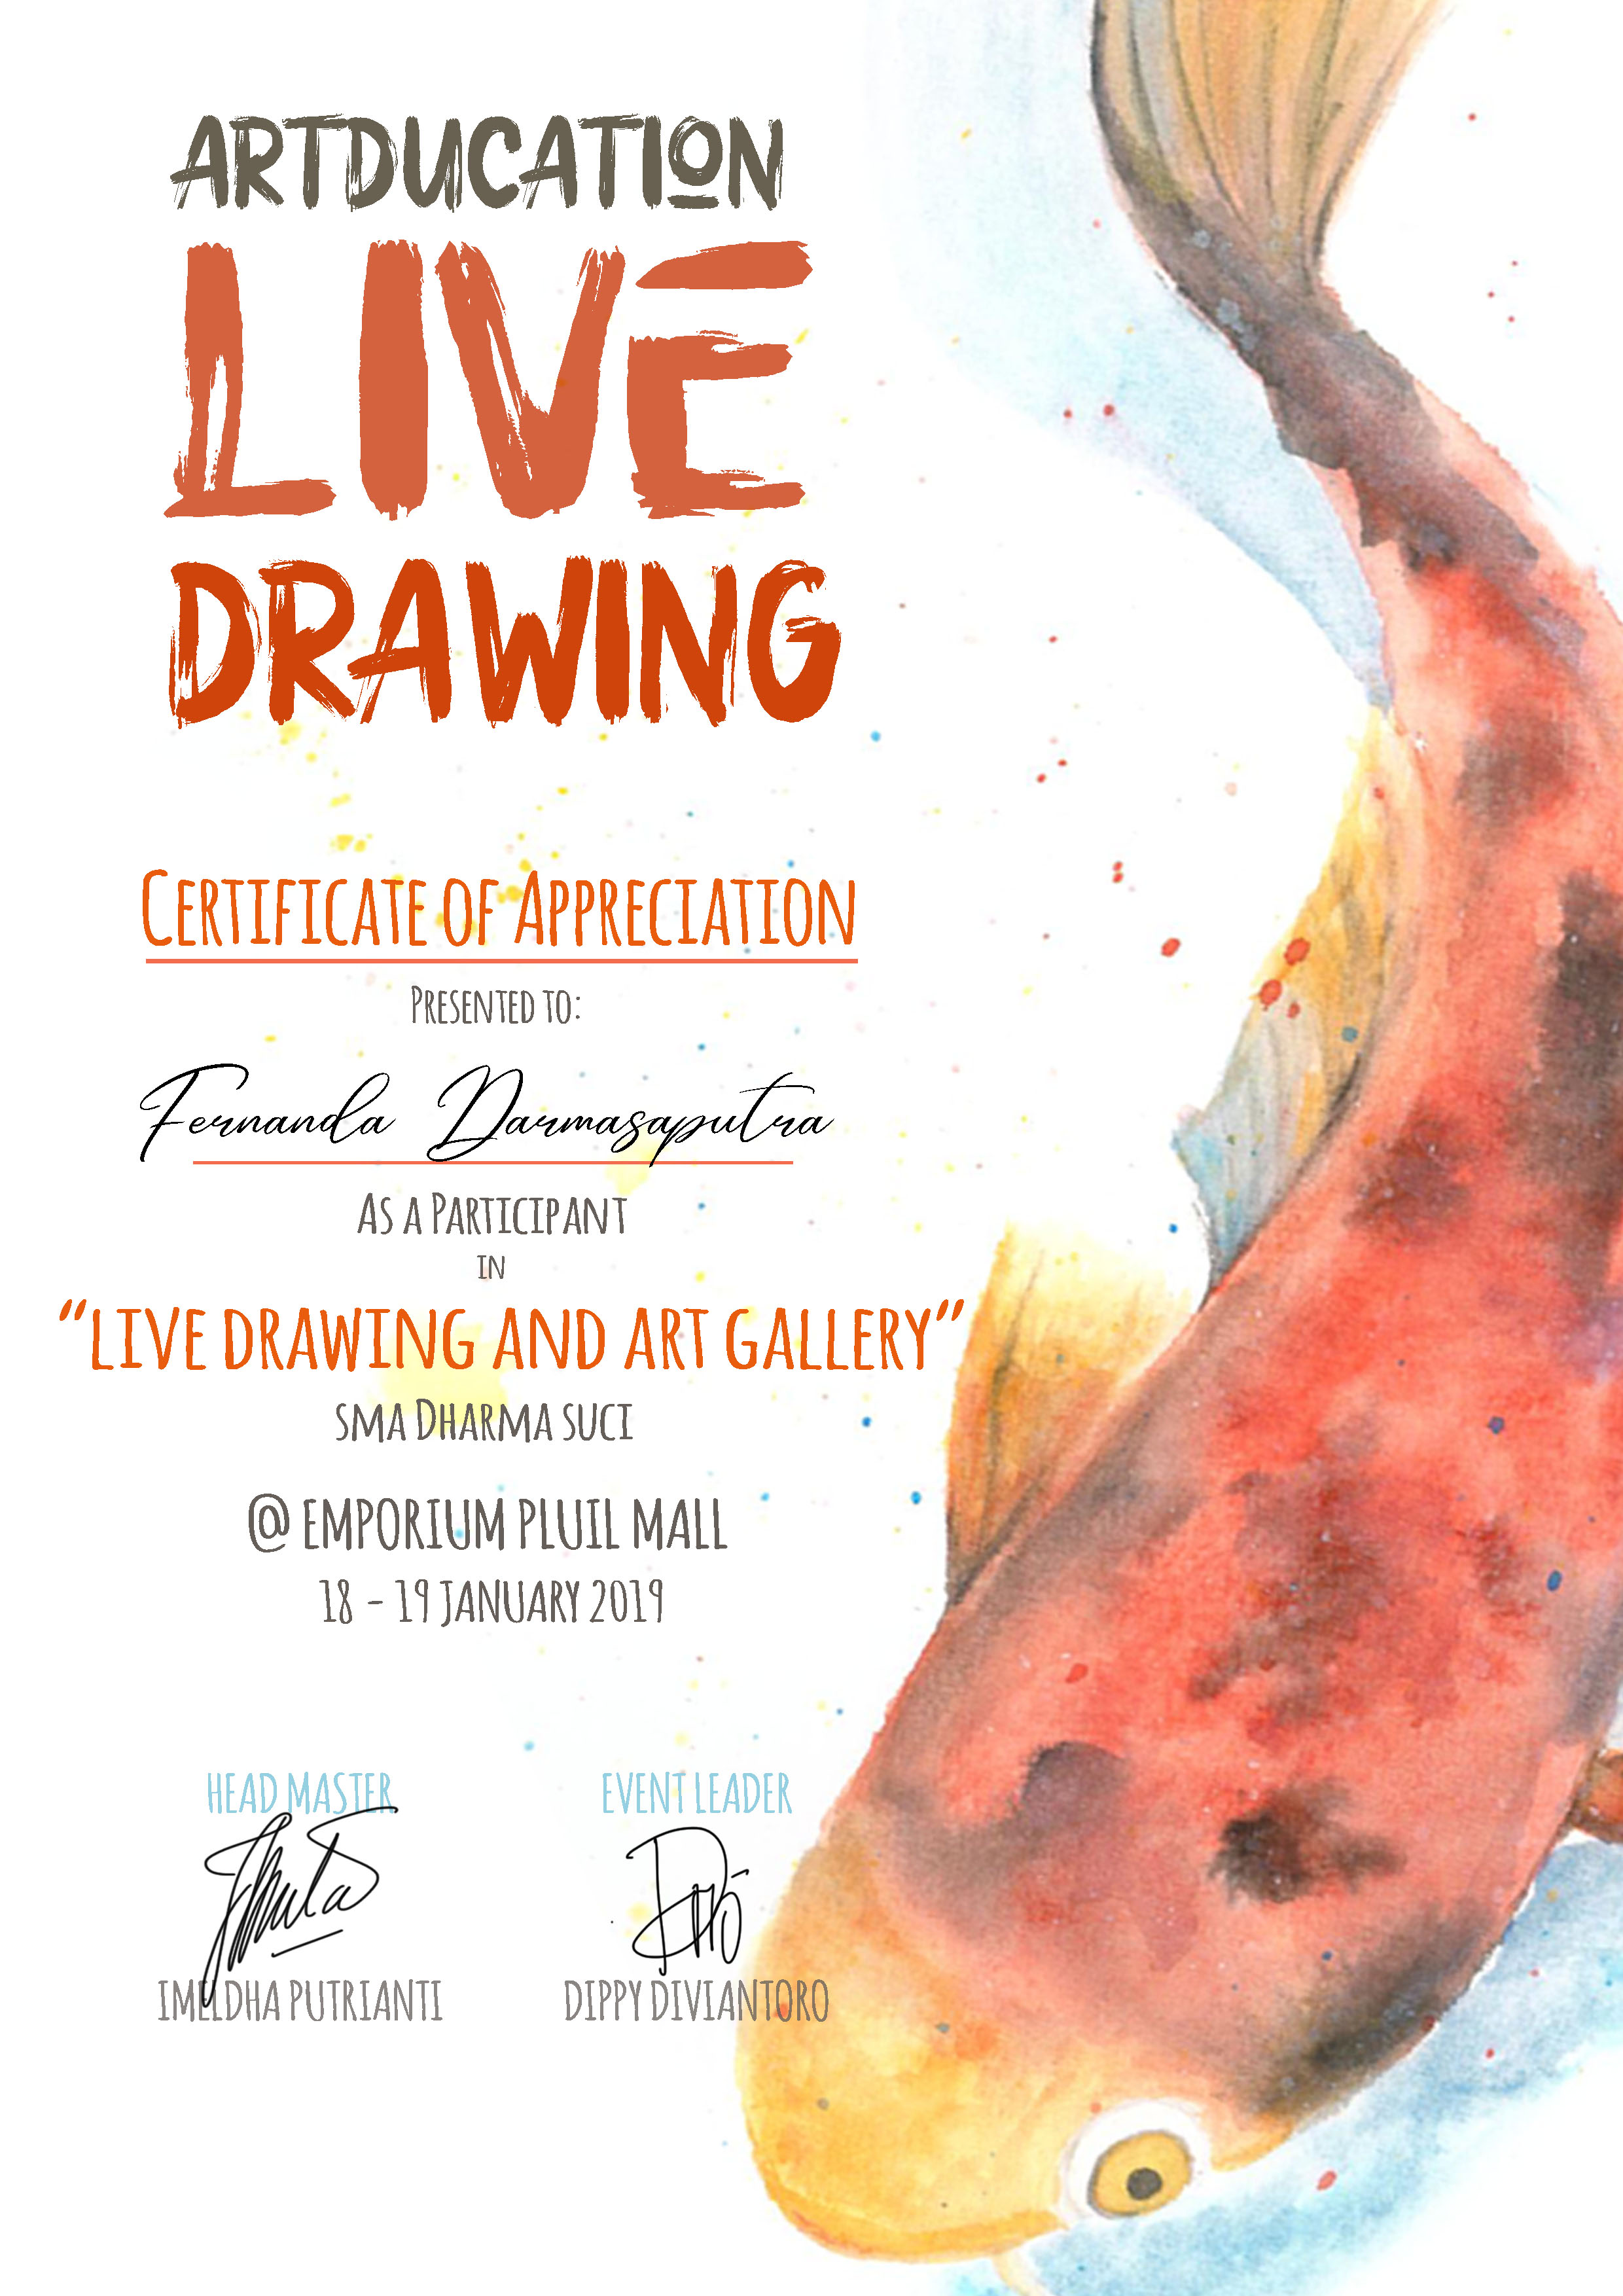 ARTDUCATION
LIVE
DRAWING
Certificate of Appreciation
Presented to:
Fernanda Darmasaputra
As a Participant
in
“LIVE DRAWING AND ART GALLERY”
SMA Dharma suci
@ EMPORIUM PLUIL MALL
18 - 19 JANUARY 2019
HEAD MASTER EVENT LEADER
IMELDHA PUTRIANTI DIPPY DIVIANTORO